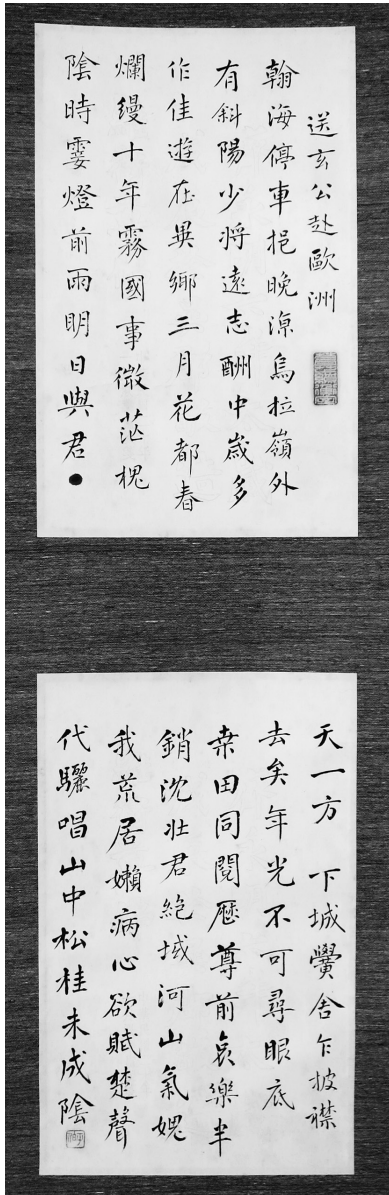 送玄公赴歐洲
翰海停車挹晚涼烏拉嶺外
有斜陽少將遠志酬中歲多
作佳遊在異鄉三月花都春
爛縵十年霧國事微茫槐
陰時霎燈前雨明日與君●
天一方 下城黌舍乍披襟
去矣年光不可尋眼底
桑田同閱歷尊前哀樂半
銷沈壯君絕域河山氣媿
我荒居嬾病心欲賦楚聲
代驪唱山中松桂未成陰